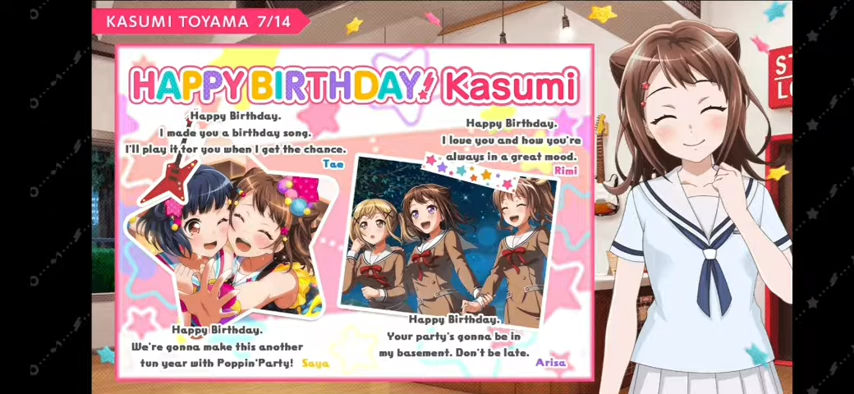 KASUMI TOYAMA 7/14
HAPPY BIRTHDAY! Kasumi
Happy Birthday.
I made you a birthday song.
I'll play it for you when I get the chance.
Tae
Happy Birthday.
I love you and how you're
always in a great mood.
Rimi
Happy Birthday.
We're gonna make this another
fun year with Poppin'Party! Saya
Happy Birthday.
Your party's gonna be in
my basement. Don't be late.
Arisa